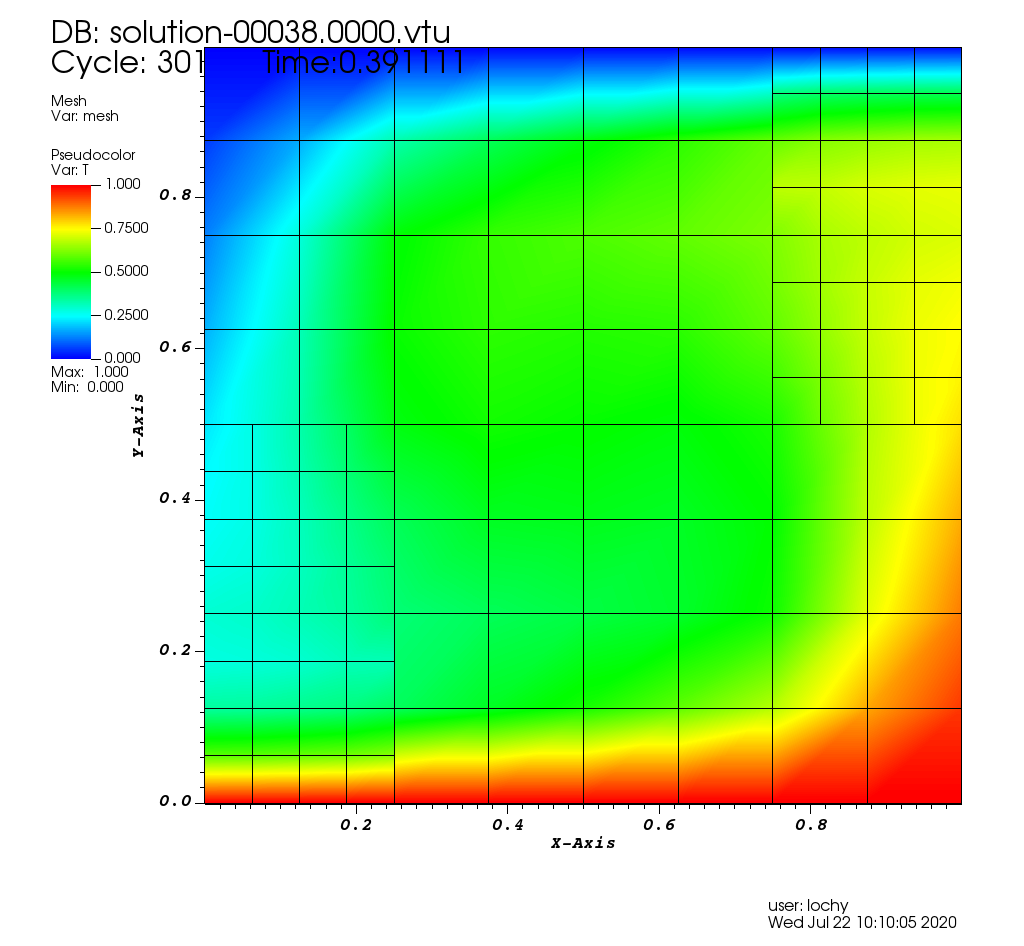 DB: solution-00038.0000.vtu
Cycle: 301 Time:0.391111
Mesh
Var: mesh
Pseudocolor
Var: T
1.000
0.7500
0.5000
0.2500
0.000
Max: 1.000
Min: 0.000
Y-Axis
0.8
0.6
0.4
0.2
0.0
0.2
0.4
0.6
0.8
X-Axis
user: lochy
Wed Jul 22 10:10:05 2020